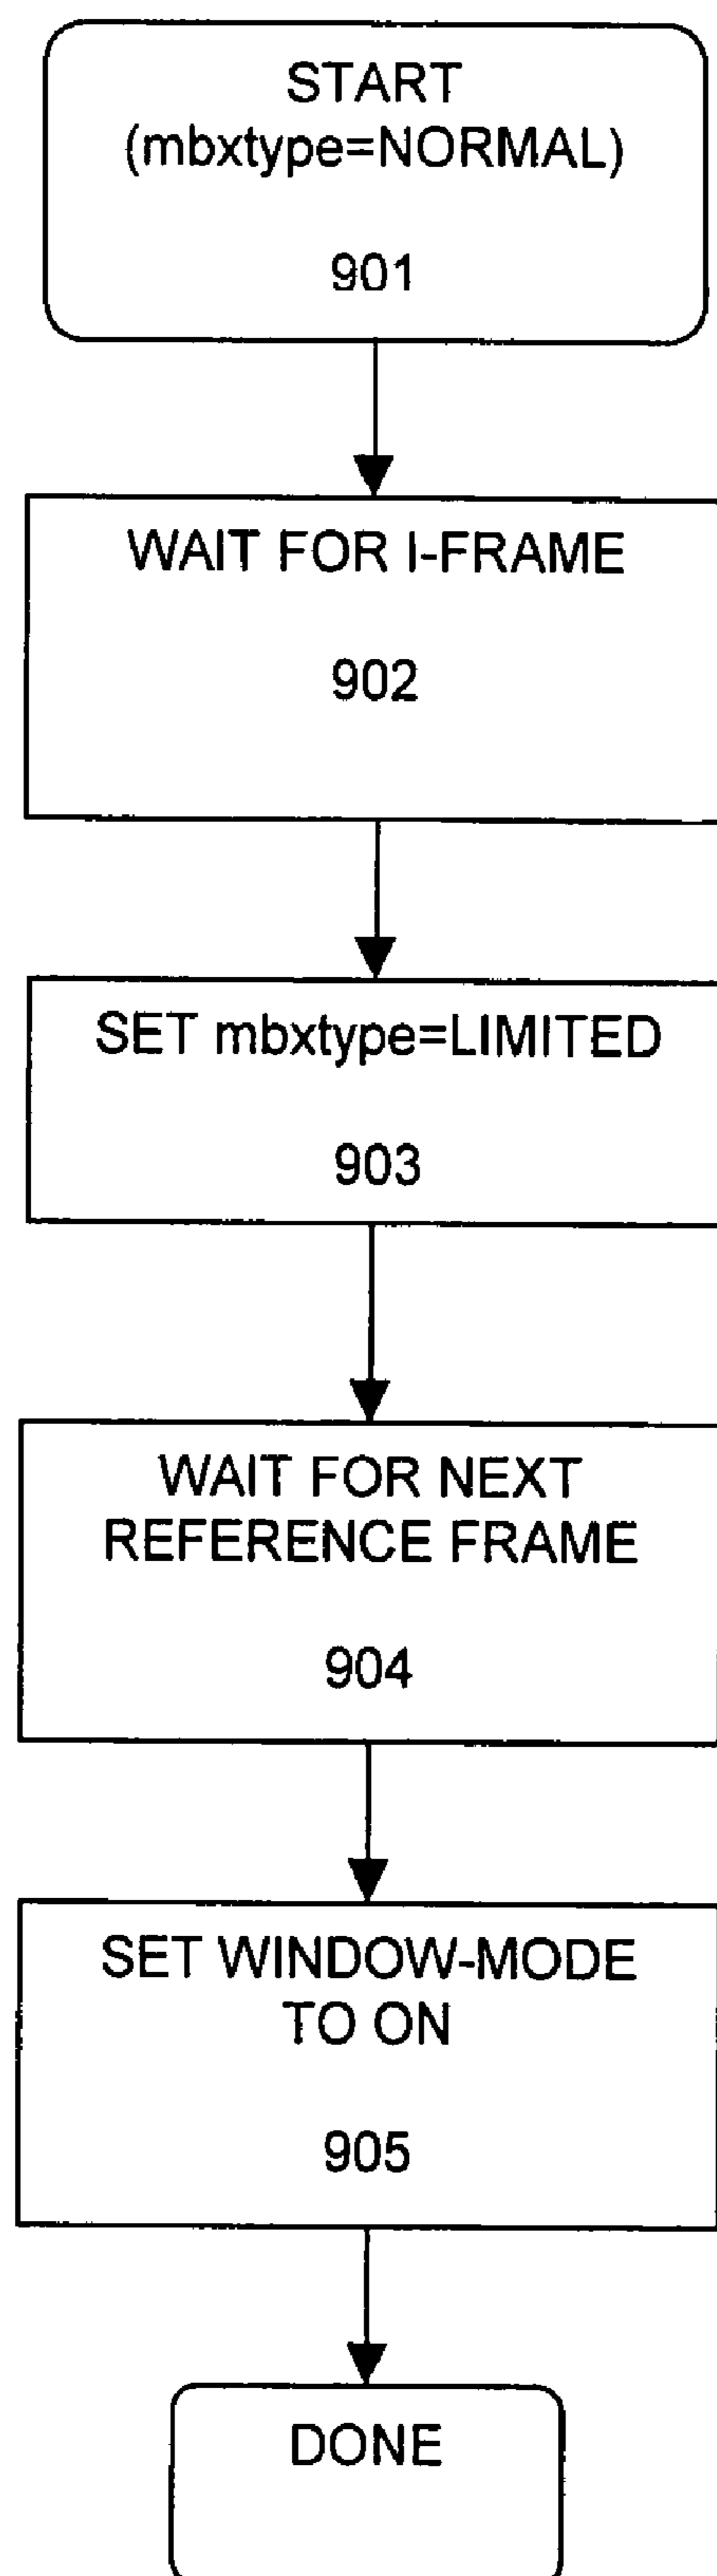 START
(mbxtype=NORMAL)
901
WAIT FOR I-FRAME
902
SET mbxtype=LIMITED
903
WAIT FOR NEXT
REFERENCE FRAME
904
SET WINDOW-MODE
TO ON
905
DONE